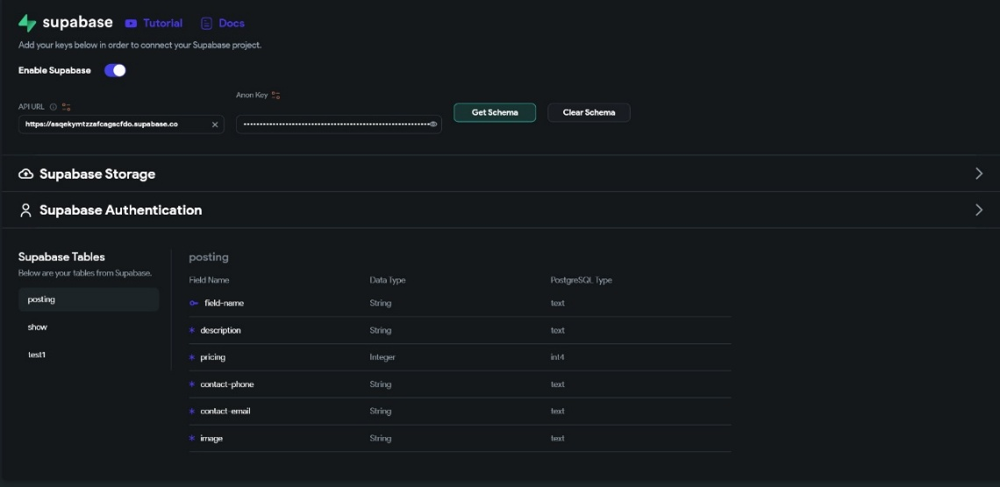 supabase Tutorial Docs
Add your keys below in order to connect your Supabase project.
Enable Supabase
API URL
Anon Key
https://asqekymtzzafcagscfdo.supabase.co
Get Schema
Clear Schema
Supabase Storage
Supabase Authentication
Supabase Tables
Below are your tables from Supabase.
posting
show
test1
posting
Field Name Data Type PostgreSQL Type
field-name String text
* description String text
* pricing Integer int4
* contact-phone String text
* contact-email String text
* image String text